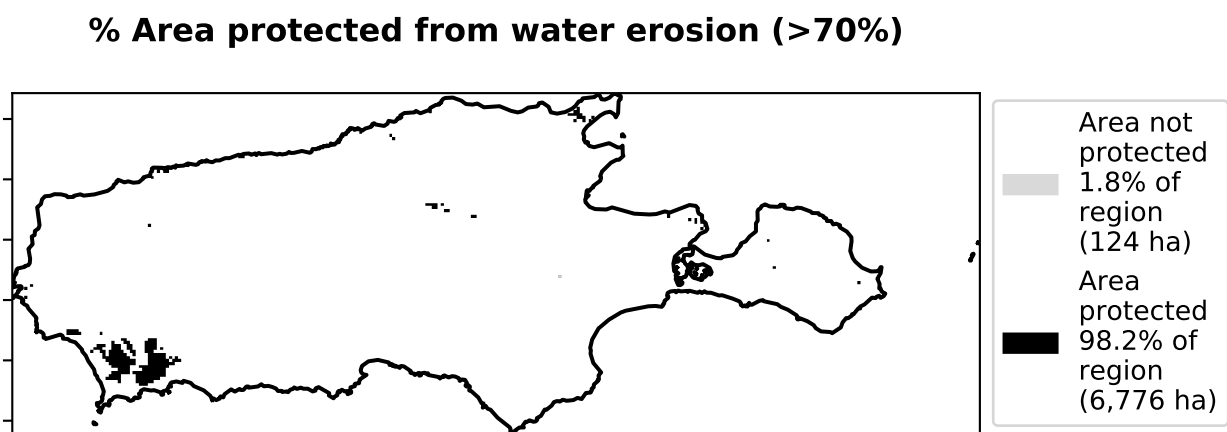 % Area protected from water erosion (>70%)
Area not
protected
1.8% of
region
(124 ha)
Area
protected
98.2% of
region
(6,776 ha)